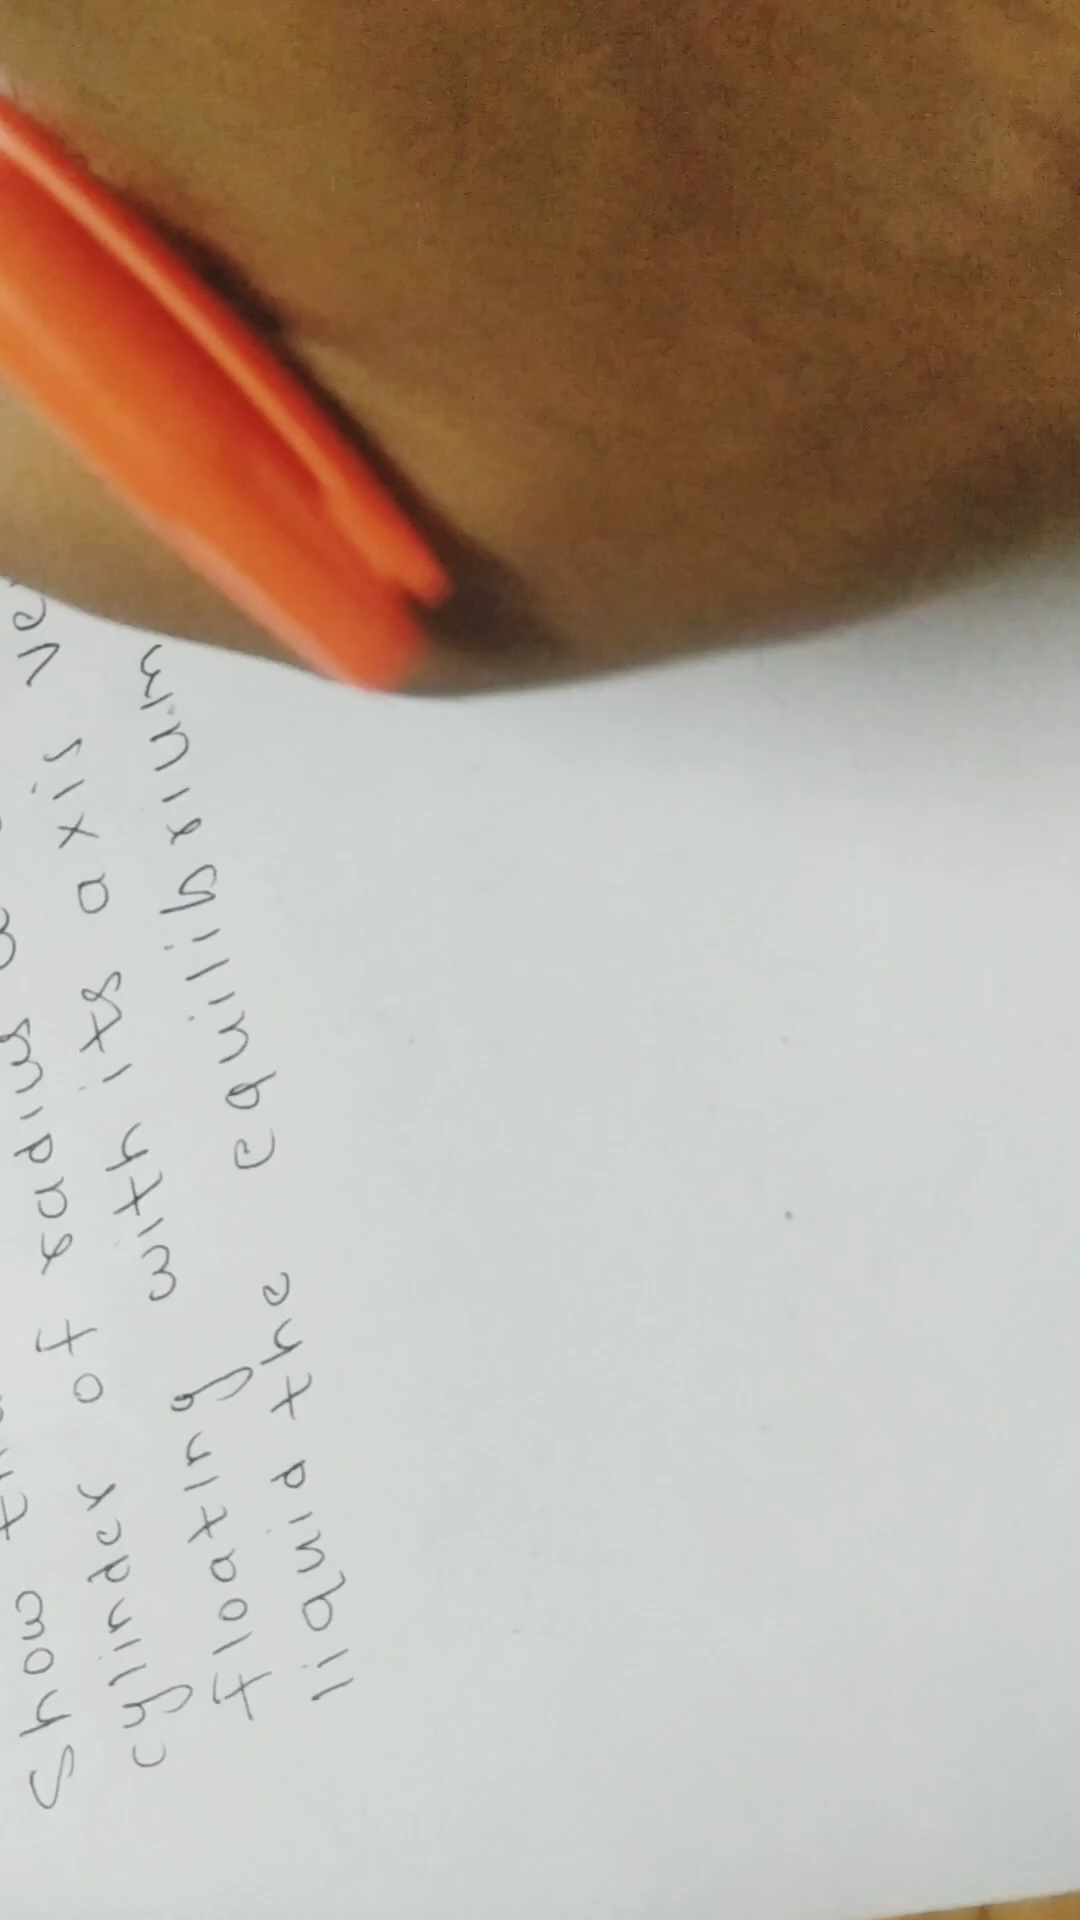 Show
cylinder of radius a
floating with its axis
liquid the equilibrium